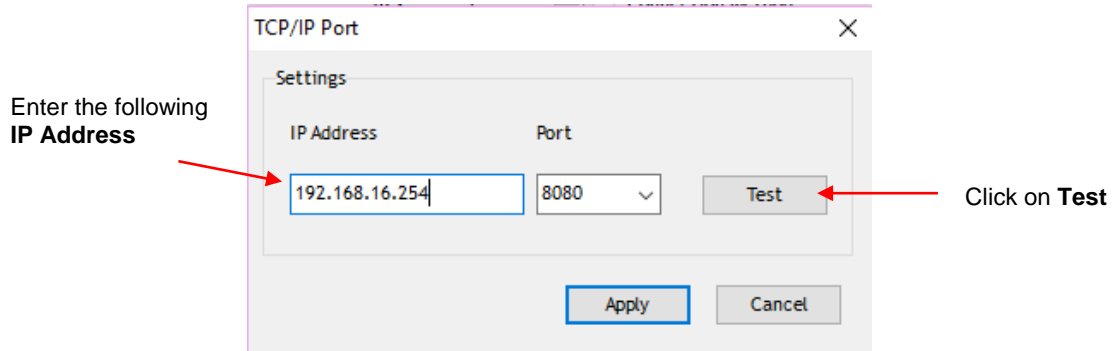 TCP/IP Port
Settings
Enter the following
IP Address
IP Address
Port
192.168.16.254
8080
Test
Click on Test
Apply
Cancel